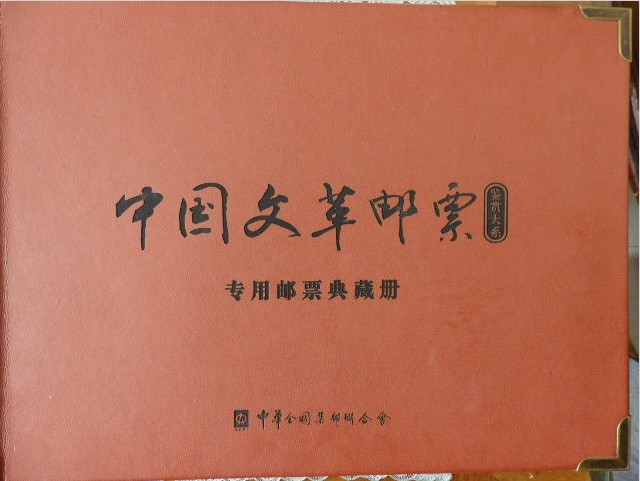 中国文革邮票
鉴赏大系
专用邮票典藏册
中华全国集邮联合会